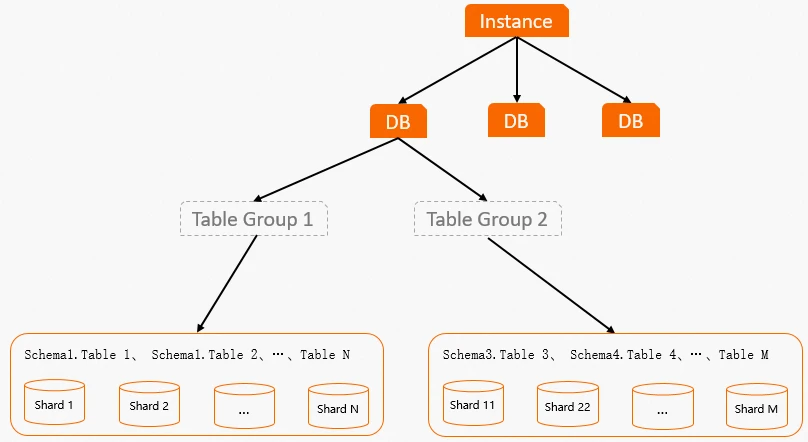 Instance
DB DB DB
Table Group 1 Table Group 2
Schema1.Table 1、 Schema1.Table 2、…、Table N
Shard 1 Shard 2 ... Shard N
Schema3.Table 3、 Schema4.Table 4、…、Table M
Shard 11 Shard 22 ... Shard M